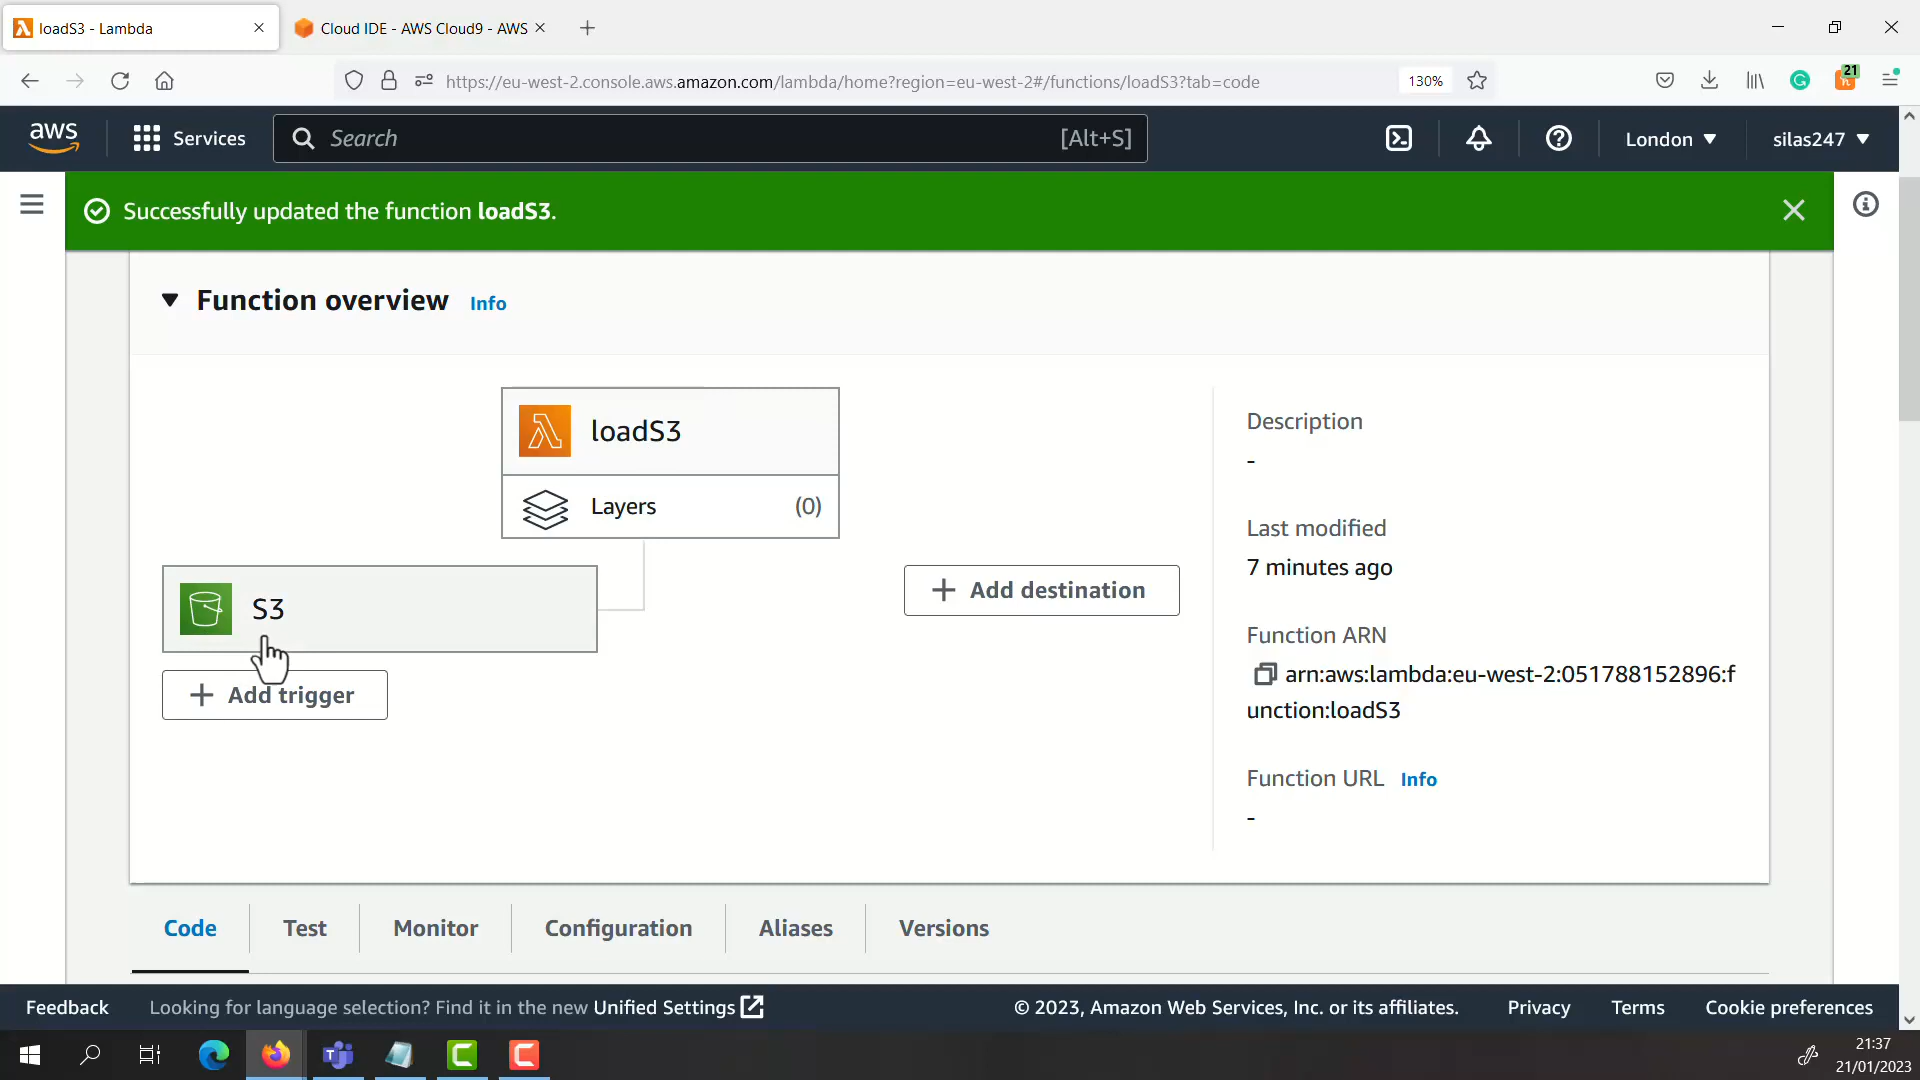 loadS3 - Lambda
Cloud IDE - AWS Cloud9 - AWS
https://eu-west-2.console.aws.amazon.com/lambda/home?region=eu-west-2#/functions/loadS3?tab=code
130%
21
aws
Services
Search
[Alt+S]
London
silas247
Successfully updated the function loadS3.
Function overview
Info
loadS3
Layers
(0)
S3
Add trigger
Add destination
Description
-
Last modified
7 minutes ago
Function ARN
arn:aws:lambda:eu-west-2:051788152896:f
unction:loadS3
Function URL
Info
-
Code
Test
Monitor
Configuration
Aliases
Versions
Feedback
Looking for language selection? Find it in the new Unified Settings
© 2023, Amazon Web Services, Inc. or its affiliates.
Privacy
Terms
Cookie preferences
21:37
21/01/2023